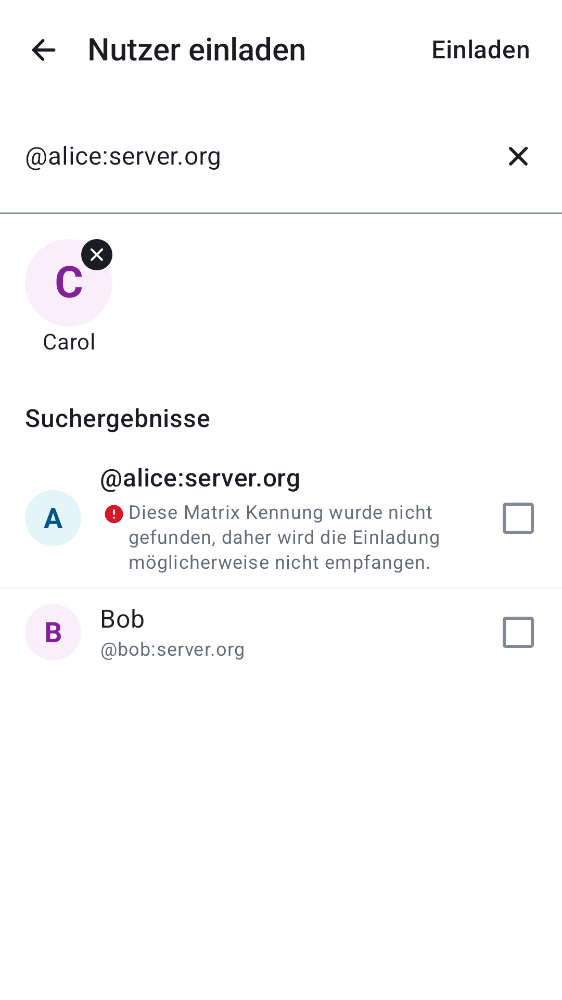 Nutzer einladen
Einladen
@alice:server.org
C
Carol
Suchergebnisse
A
@alice:server.org
Diese Matrix Kennung wurde nicht
gefunden, daher wird die Einladung
möglicherweise nicht empfangen.
B
Bob
@bob:server.org